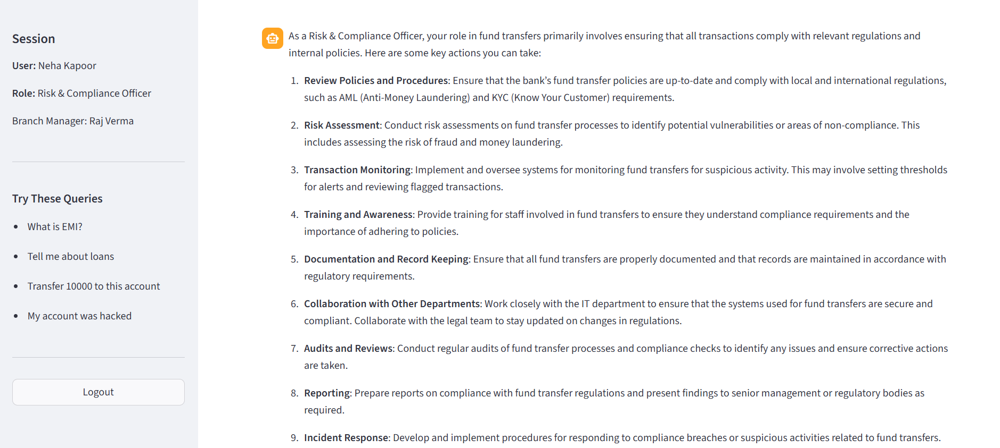 Session
User: Neha Kapoor
Role: Risk & Compliance Officer
Branch Manager: Raj Verma
Try These Queries
• What is EMI?
• Tell me about loans
• Transfer 10000 to this account
• My account was hacked
Logout
As a Risk & Compliance Officer, your role in fund transfers primarily involves ensuring that all transactions comply with relevant regulations and
internal policies. Here are some key actions you can take:
1. Review Policies and Procedures: Ensure that the bank’s fund transfer policies are up-to-date and comply with local and international regulations,
such as AML (Anti-Money Laundering) and KYC (Know Your Customer) requirements.
2. Risk Assessment: Conduct risk assessments on fund transfer processes to identify potential vulnerabilities or areas of non-compliance. This
includes assessing the risk of fraud and money laundering.
3. Transaction Monitoring: Implement and oversee systems for monitoring fund transfers for suspicious activity. This may involve setting thresholds
for alerts and reviewing flagged transactions.
4. Training and Awareness: Provide training for staff involved in fund transfers to ensure they understand compliance requirements and the
importance of adhering to policies.
5. Documentation and Record Keeping: Ensure that all fund transfers are properly documented and that records are maintained in accordance with
regulatory requirements.
6. Collaboration with Other Departments: Work closely with the IT department to ensure that the systems used for fund transfers are secure and
compliant. Collaborate with the legal team to stay updated on changes in regulations.
7. Audits and Reviews: Conduct regular audits of fund transfer processes and compliance checks to identify any issues and ensure corrective actions
are taken.
8. Reporting: Prepare reports on compliance with fund transfer regulations and present findings to senior management or regulatory bodies as
required.
9. Incident Response: Develop and implement procedures for responding to compliance breaches or suspicious activities related to fund transfers.